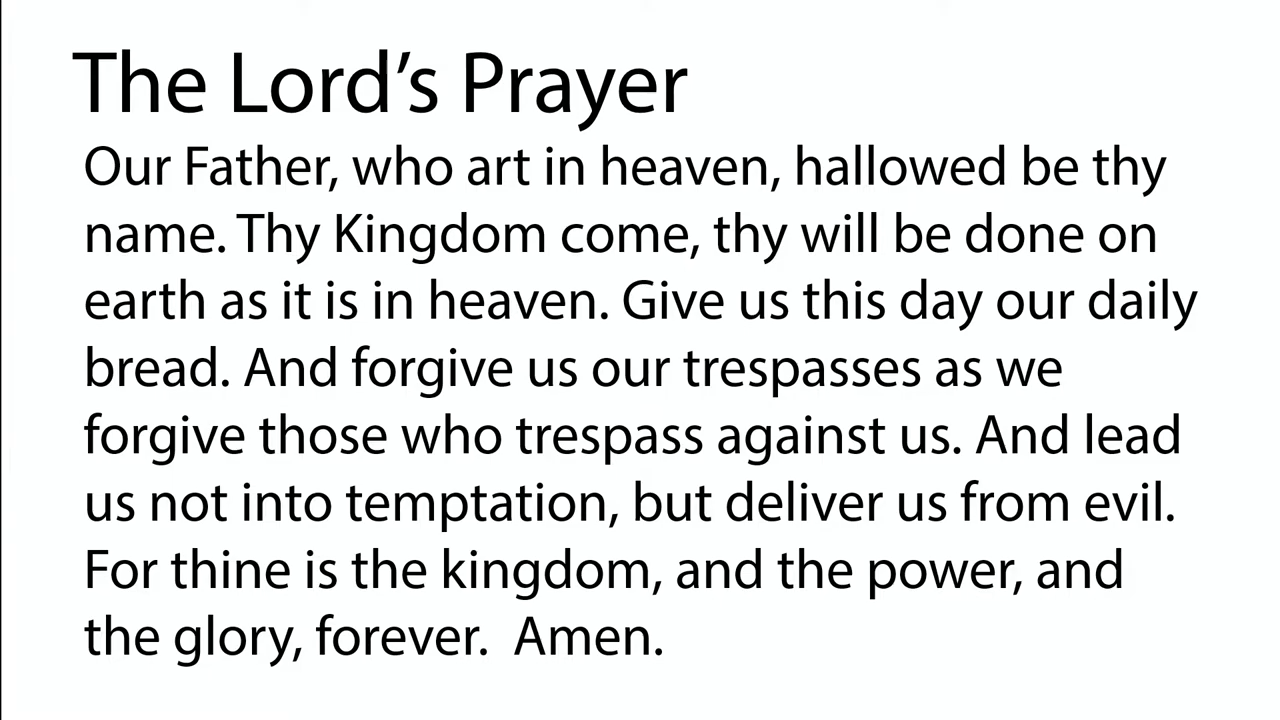 The Lord’s Prayer
Our Father, who art in heaven, hallowed be thy
name. Thy Kingdom come, thy will be done on
earth as it is in heaven. Give us this day our daily
bread. And forgive us our trespasses as we
forgive those who trespass against us. And lead
us not into temptation, but deliver us from evil.
For thine is the kingdom, and the power, and
the glory, forever.  Amen.